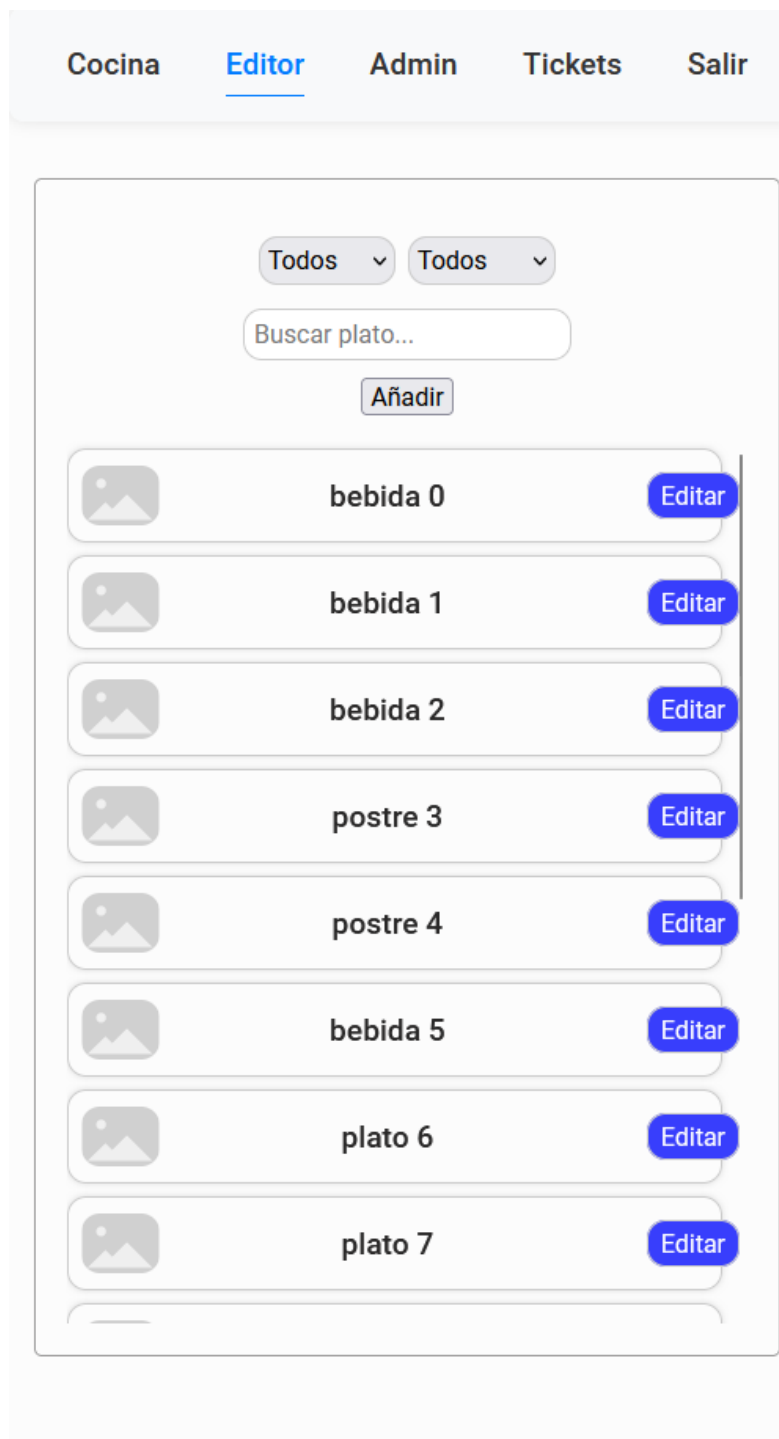 Cocina Editor Admin Tickets Salir
Todos Todos
Buscar plato...
Añadir
bebida 0 Editar
bebida 1 Editar
bebida 2 Editar
postre 3 Editar
postre 4 Editar
bebida 5 Editar
plato 6 Editar
plato 7 Editar